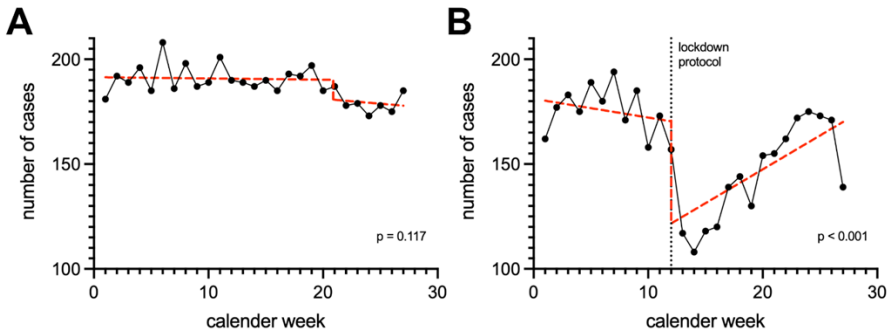 A
number of cases
200
150
100
0
10
20
30
calender week
p = 0.117
B
lockdown
protocol
number of cases
200
150
100
0
10
20
30
calender week
p < 0.001